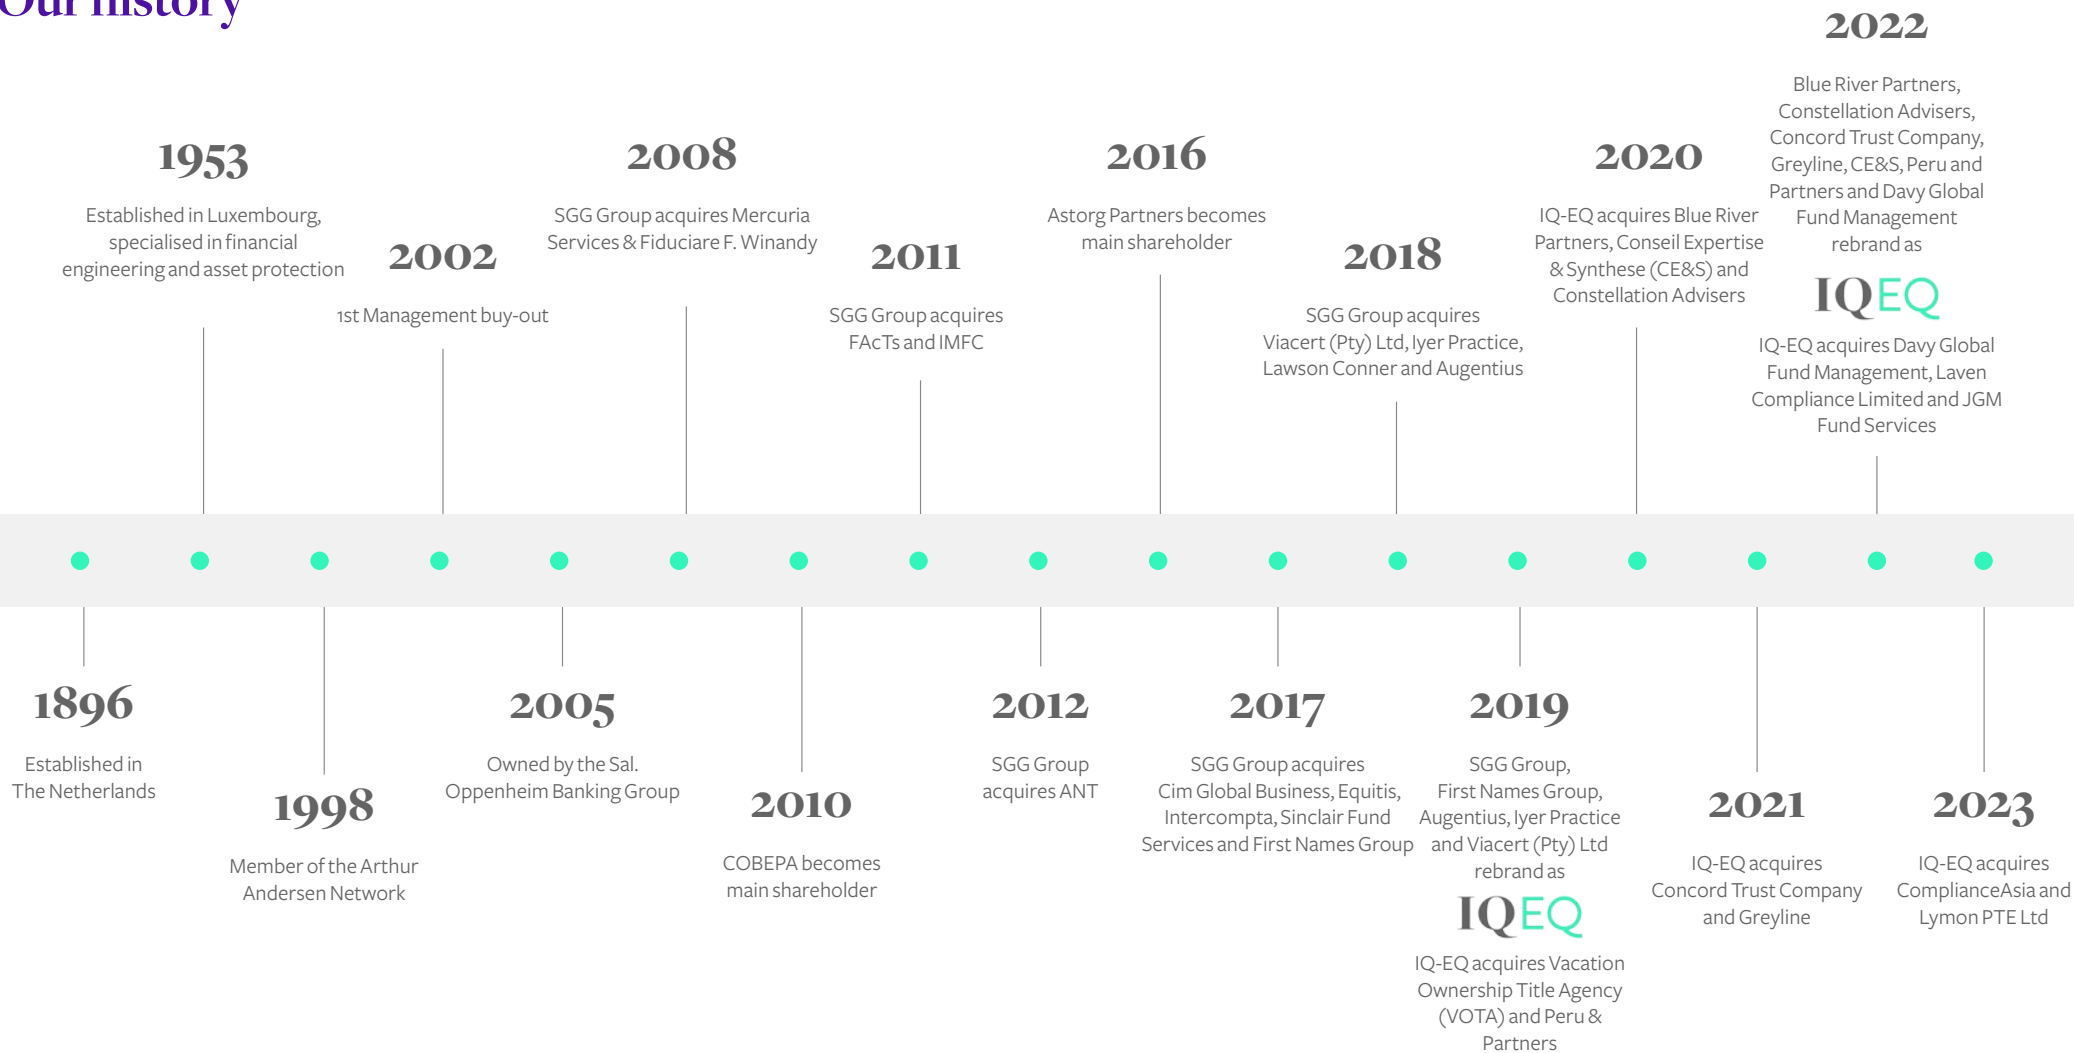 Our history
1896
Established in
The Netherlands
1953
Established in Luxembourg,
specialised in financial
engineering and asset protection
1998
Member of the Arthur
Andersen Network
2002
1st Management buy-out
2005
Owned by the Sal.
Oppenheim Banking Group
2008
SGG Group acquires Mercuria
Services & Fiduciare F. Winandy
2010
COBEPA becomes
main shareholder
2011
SGG Group acquires
FAcTs and IMFC
2012
SGG Group
acquires ANT
2016
Astorg Partners becomes
main shareholder
2017
SGG Group acquires
Cim Global Business, Equitis,
Intercompta, Sinclair Fund
Services and First Names Group
2018
SGG Group acquires
Viacert (Pty) Ltd, Iyer Practice,
Lawson Conner and Augentius
2019
SGG Group,
First Names Group,
Augentius, Iyer Practice
and Viacert (Pty) Ltd
rebrand as
IQEQ
IQ-EQ acquires Vacation
Ownership Title Agency
(VOTA) and Peru &
Partners
2020
IQ-EQ acquires Blue River
Partners, Conseil Expertise
& Synthese (CE&S) and
Constellation Advisers
2021
IQ-EQ acquires
Concord Trust Company
and Greyline
2022
Blue River Partners,
Constellation Advisers,
Concord Trust Company,
Greyline, CE&S, Peru and
Partners and Davy Global
Fund Management
rebrand as
IQEQ
IQ-EQ acquires Davy Global
Fund Management, Laven
Compliance Limited and JGM
Fund Services
2023
IQ-EQ acquires
ComplianceAsia and
Lymon PTE Ltd